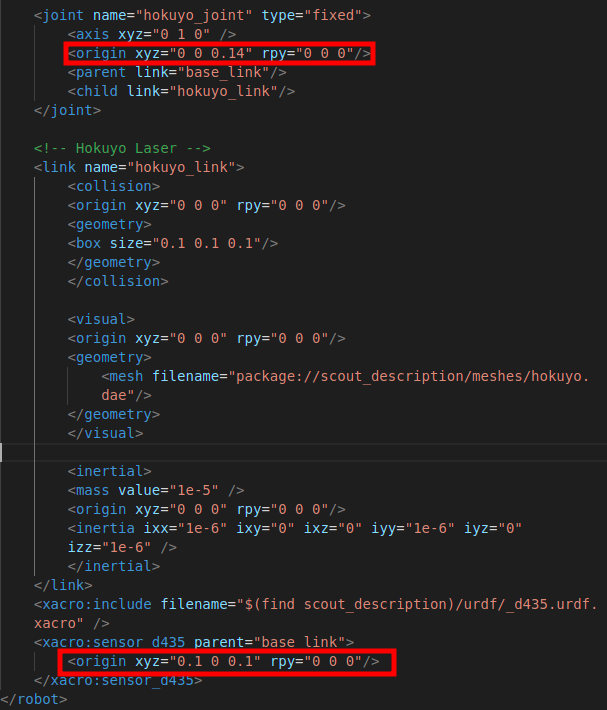 <joint name="hokuyo_joint" type="fixed">
<axis xyz="0 1 0" />
<origin xyz="0 0 0.14" rpy="0 0 0"/>
<parent link="base_link"/>
<child link="hokuyo_link"/>
</joint>
<!-- Hokuyo Laser -->
<link name="hokuyo_link">
<collision>
<origin xyz="0 0 0" rpy="0 0 0"/>
<geometry>
<box size="0.1 0.1 0.1"/>
</geometry>
</collision>
<visual>
<origin xyz="0 0 0" rpy="0 0 0"/>
<geometry>
<mesh filename="package://scout_description/meshes/hokuyo.
dae"/>
</geometry>
</visual>
<inertial>
<mass value="1e-5" />
<origin xyz="0 0 0" rpy="0 0 0"/>
<inertia ixx="1e-6" ixy="0" ixz="0" iyy="1e-6" iyz="0"
izz="1e-6" />
</inertial>
</link>
<xacro:include filename="$(find scout_description)/urdf/_d435.urdf.
xacro" />
<xacro:sensor_d435 parent="base_link">
<origin xyz="0.1 0 0.1" rpy="0 0 0"/>
</xacro:sensor_d435>
</robot>